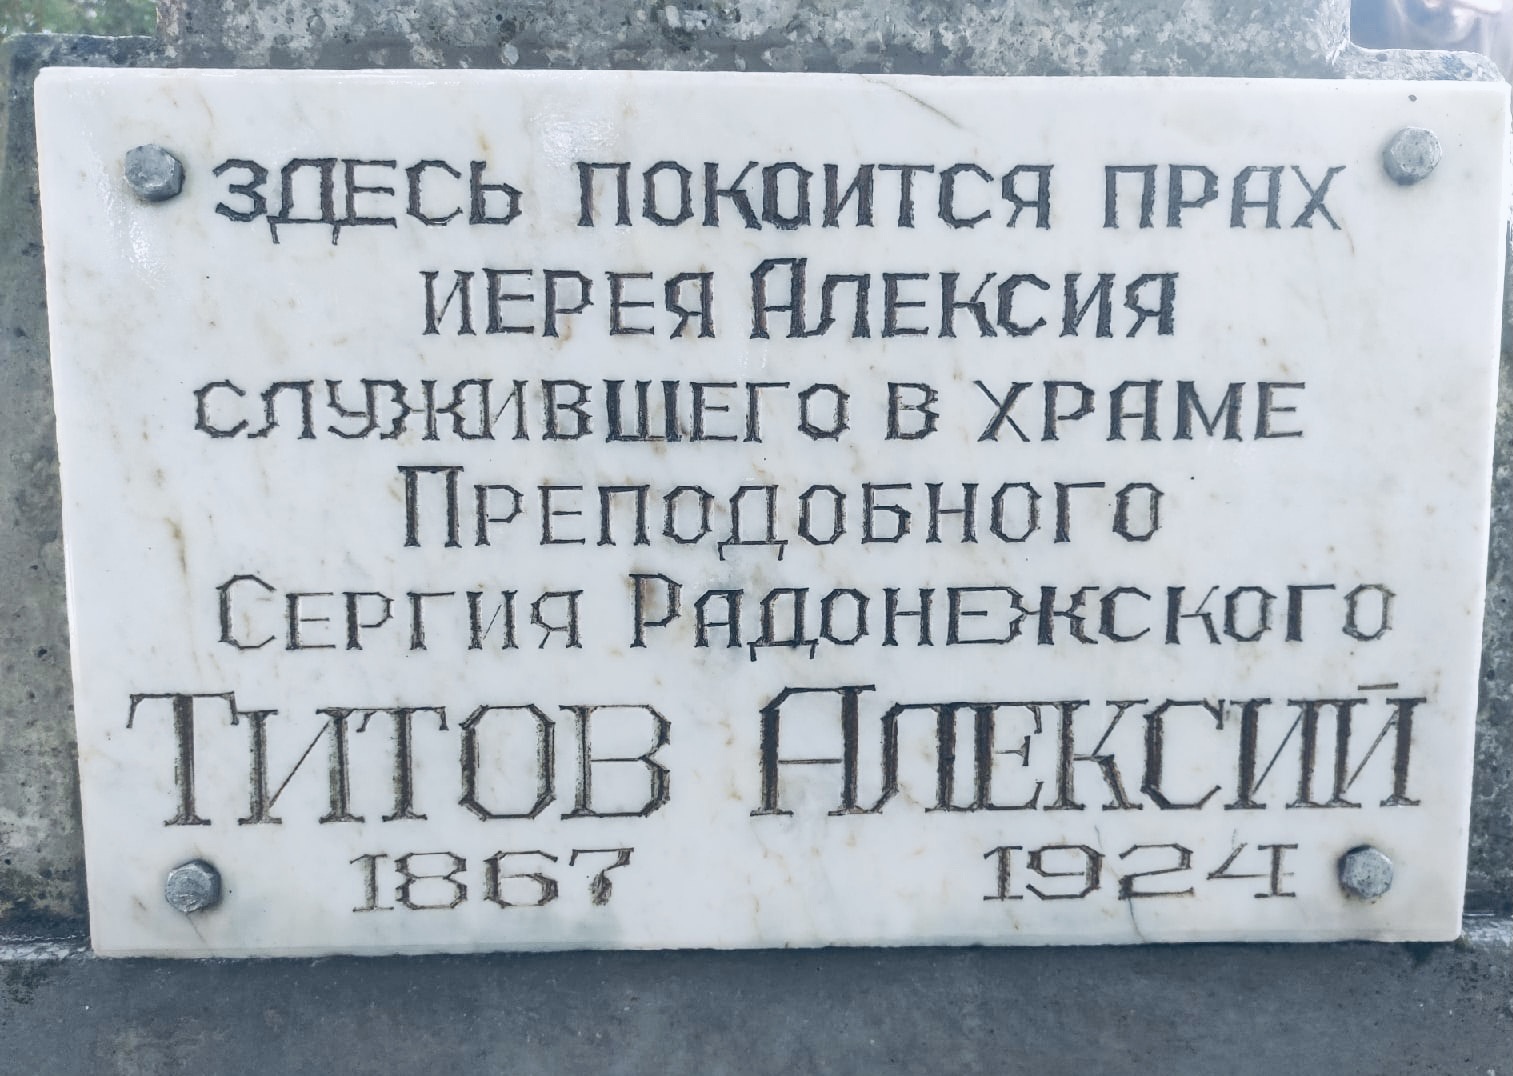 ЗДЕСЬ ПОКОИТСЯ ПРАХ
ИЕРЕЯ АЛЕКСИЯ
СЛУЖИВШЕГО В ХРАМЕ
ПРЕПОДОБНОГО
СЕРГИЯ РАДОНЕЖСКОГО
ТИТОВ АЛЕКСИЙ
1867 1924